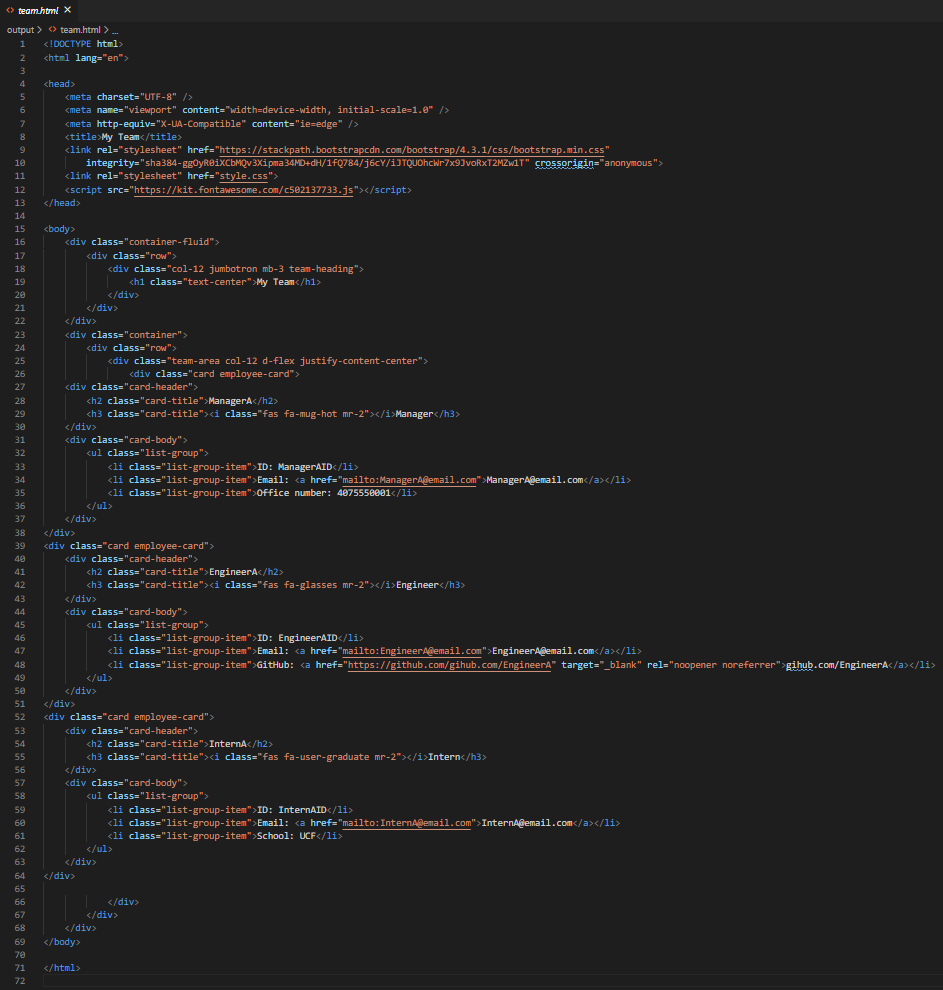 team.html
output > team.html > ...
1 <!DOCTYPE html>
2 <html lang="en">
3
4 <head>
5     <meta charset="UTF-8" />
6     <meta name="viewport" content="width=device-width, initial-scale=1.0" />
7     <meta http-equiv="X-UA-Compatible" content="ie=edge" />
8     <title>My Team</title>
9     <link rel="stylesheet" href="https://stackpath.bootstrapcdn.com/bootstrap/4.3.1/css/bootstrap.min.css"
10         integrity="sha384-ggOyR0iXCbMQv3Xipma34MD+dH/1fQ784/j6cY/iJTQUOhcWr7x9JvoRxT2MZw1T" crossorigin="anonymous">
11     <link rel="stylesheet" href="style.css">
12     <script src="https://kit.fontawesome.com/c502137733.js"></script>
13 </head>
14
15 <body>
16     <div class="container-fluid">
17         <div class="row">
18             <div class="col-12 jumbotron mb-3 team-heading">
19                 <h1 class="text-center">My Team</h1>
20             </div>
21         </div>
22     </div>
23     <div class="container">
24         <div class="row">
25             <div class="team-area col-12 d-flex justify-content-center">
26                 <div class="card employee-card">
27     <div class="card-header">
28         <h2 class="card-title">ManagerA</h2>
29         <h3 class="card-title"><i class="fas fa-mug-hot mr-2"></i>Manager</h3>
30     </div>
31     <div class="card-body">
32         <ul class="list-group">
33             <li class="list-group-item">ID: ManagerAID</li>
34             <li class="list-group-item">Email: <a href="mailto:ManagerA@email.com">ManagerA@email.com</a></li>
35             <li class="list-group-item">Office number: 4075550001</li>
36         </ul>
37     </div>
38 </div>
39 <div class="card employee-card">
40     <div class="card-header">
41         <h2 class="card-title">EngineerA</h2>
42         <h3 class="card-title"><i class="fas fa-glasses mr-2"></i>Engineer</h3>
43     </div>
44     <div class="card-body">
45         <ul class="list-group">
46             <li class="list-group-item">ID: EngineerAID</li>
47             <li class="list-group-item">Email: <a href="mailto:EngineerA@email.com">EngineerA@email.com</a></li>
48             <li class="list-group-item">GitHub: <a href="https://github.com/gihub.com/EngineerA" target="_blank" rel="noopener noreferrer">gihub.com/EngineerA</a></li>
49         </ul>
50     </div>
51 </div>
52 <div class="card employee-card">
53     <div class="card-header">
54         <h2 class="card-title">InternA</h2>
55         <h3 class="card-title"><i class="fas fa-user-graduate mr-2"></i>Intern</h3>
56     </div>
57     <div class="card-body">
58         <ul class="list-group">
59             <li class="list-group-item">ID: InternAID</li>
60             <li class="list-group-item">Email: <a href="mailto:InternA@email.com">InternA@email.com</a></li>
61             <li class="list-group-item">School: UCF</li>
62         </ul>
63     </div>
64 </div>
65
66             </div>
67         </div>
68     </div>
69 </body>
70
71 </html>
72